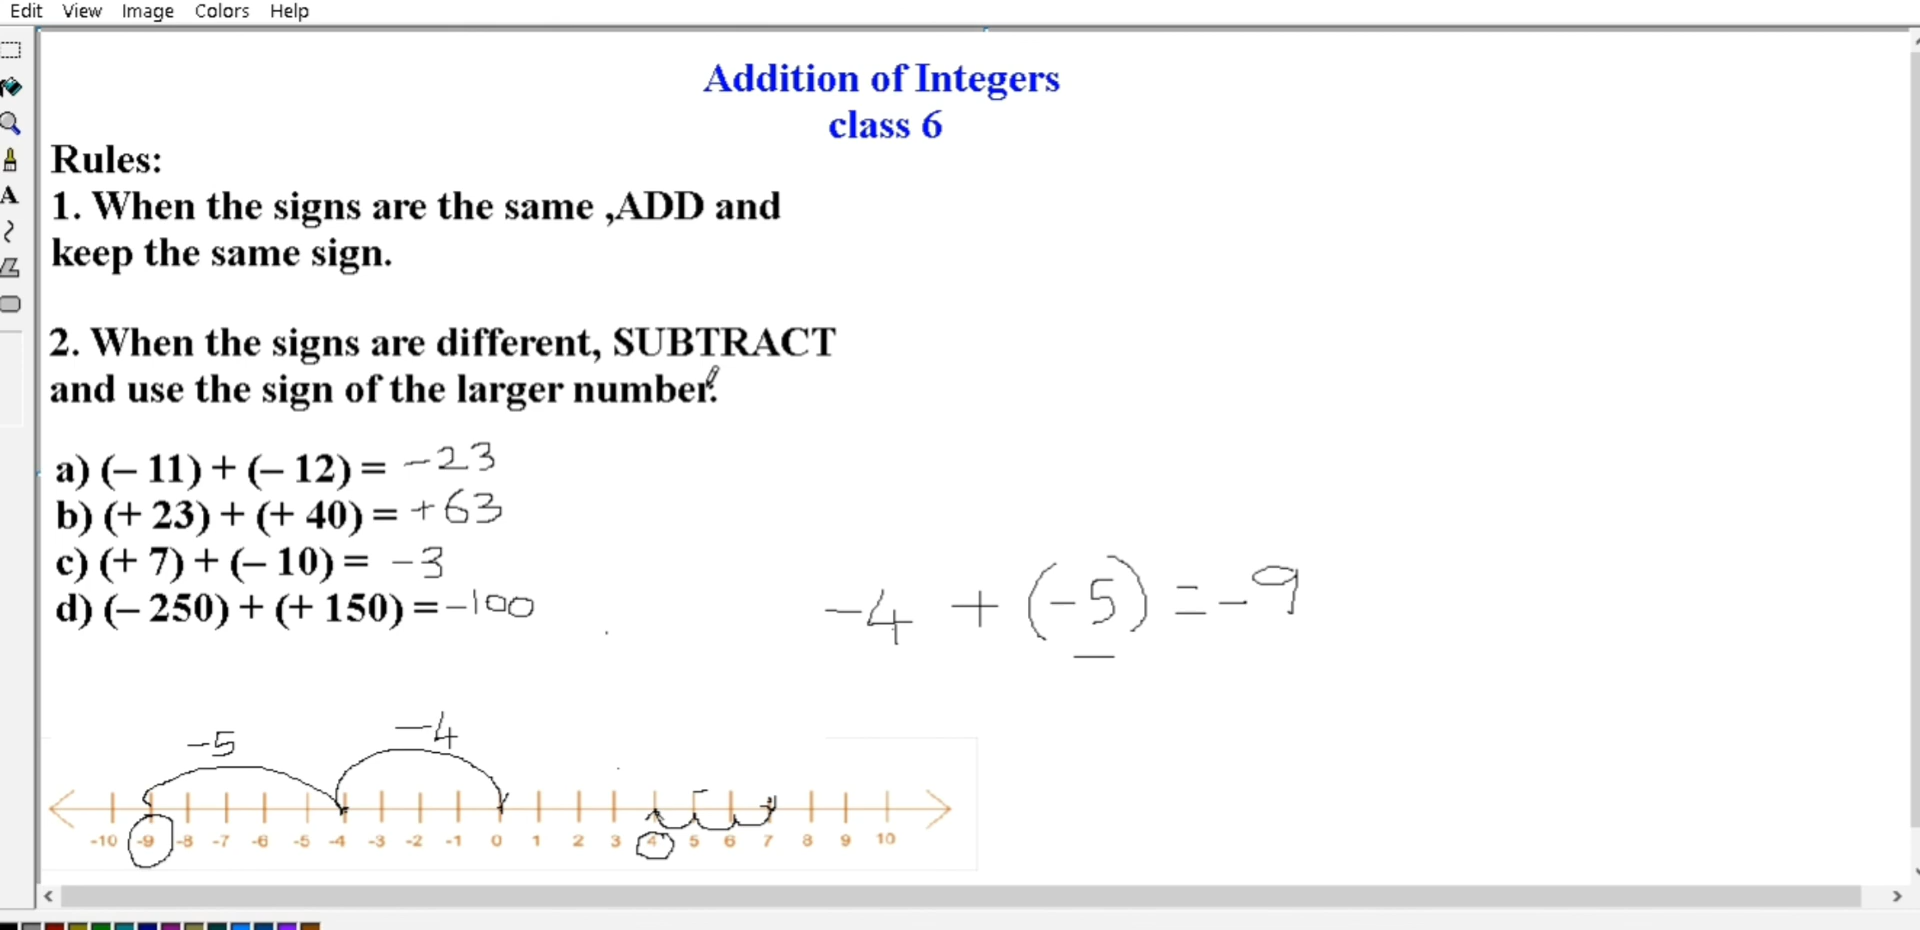 Edit View Image Colors Help
Addition of Integers
class 6
Rules:
1. When the signs are the same ,ADD and
keep the same sign.
2. When the signs are different, SUBTRACT
and use the sign of the larger number.
a) (– 11) + (– 12) = -23
b) (+ 23) + (+ 40) = +63
c) (+ 7) + (– 10) = -3
d) (– 250) + (+ 150) = -100
-4 + (-5) = -9
-5 -4
-10 -9 -8 -7 -6 -5 -4 -3 -2 -1 0 1 2 3 4 5 6 7 8 9 10
A